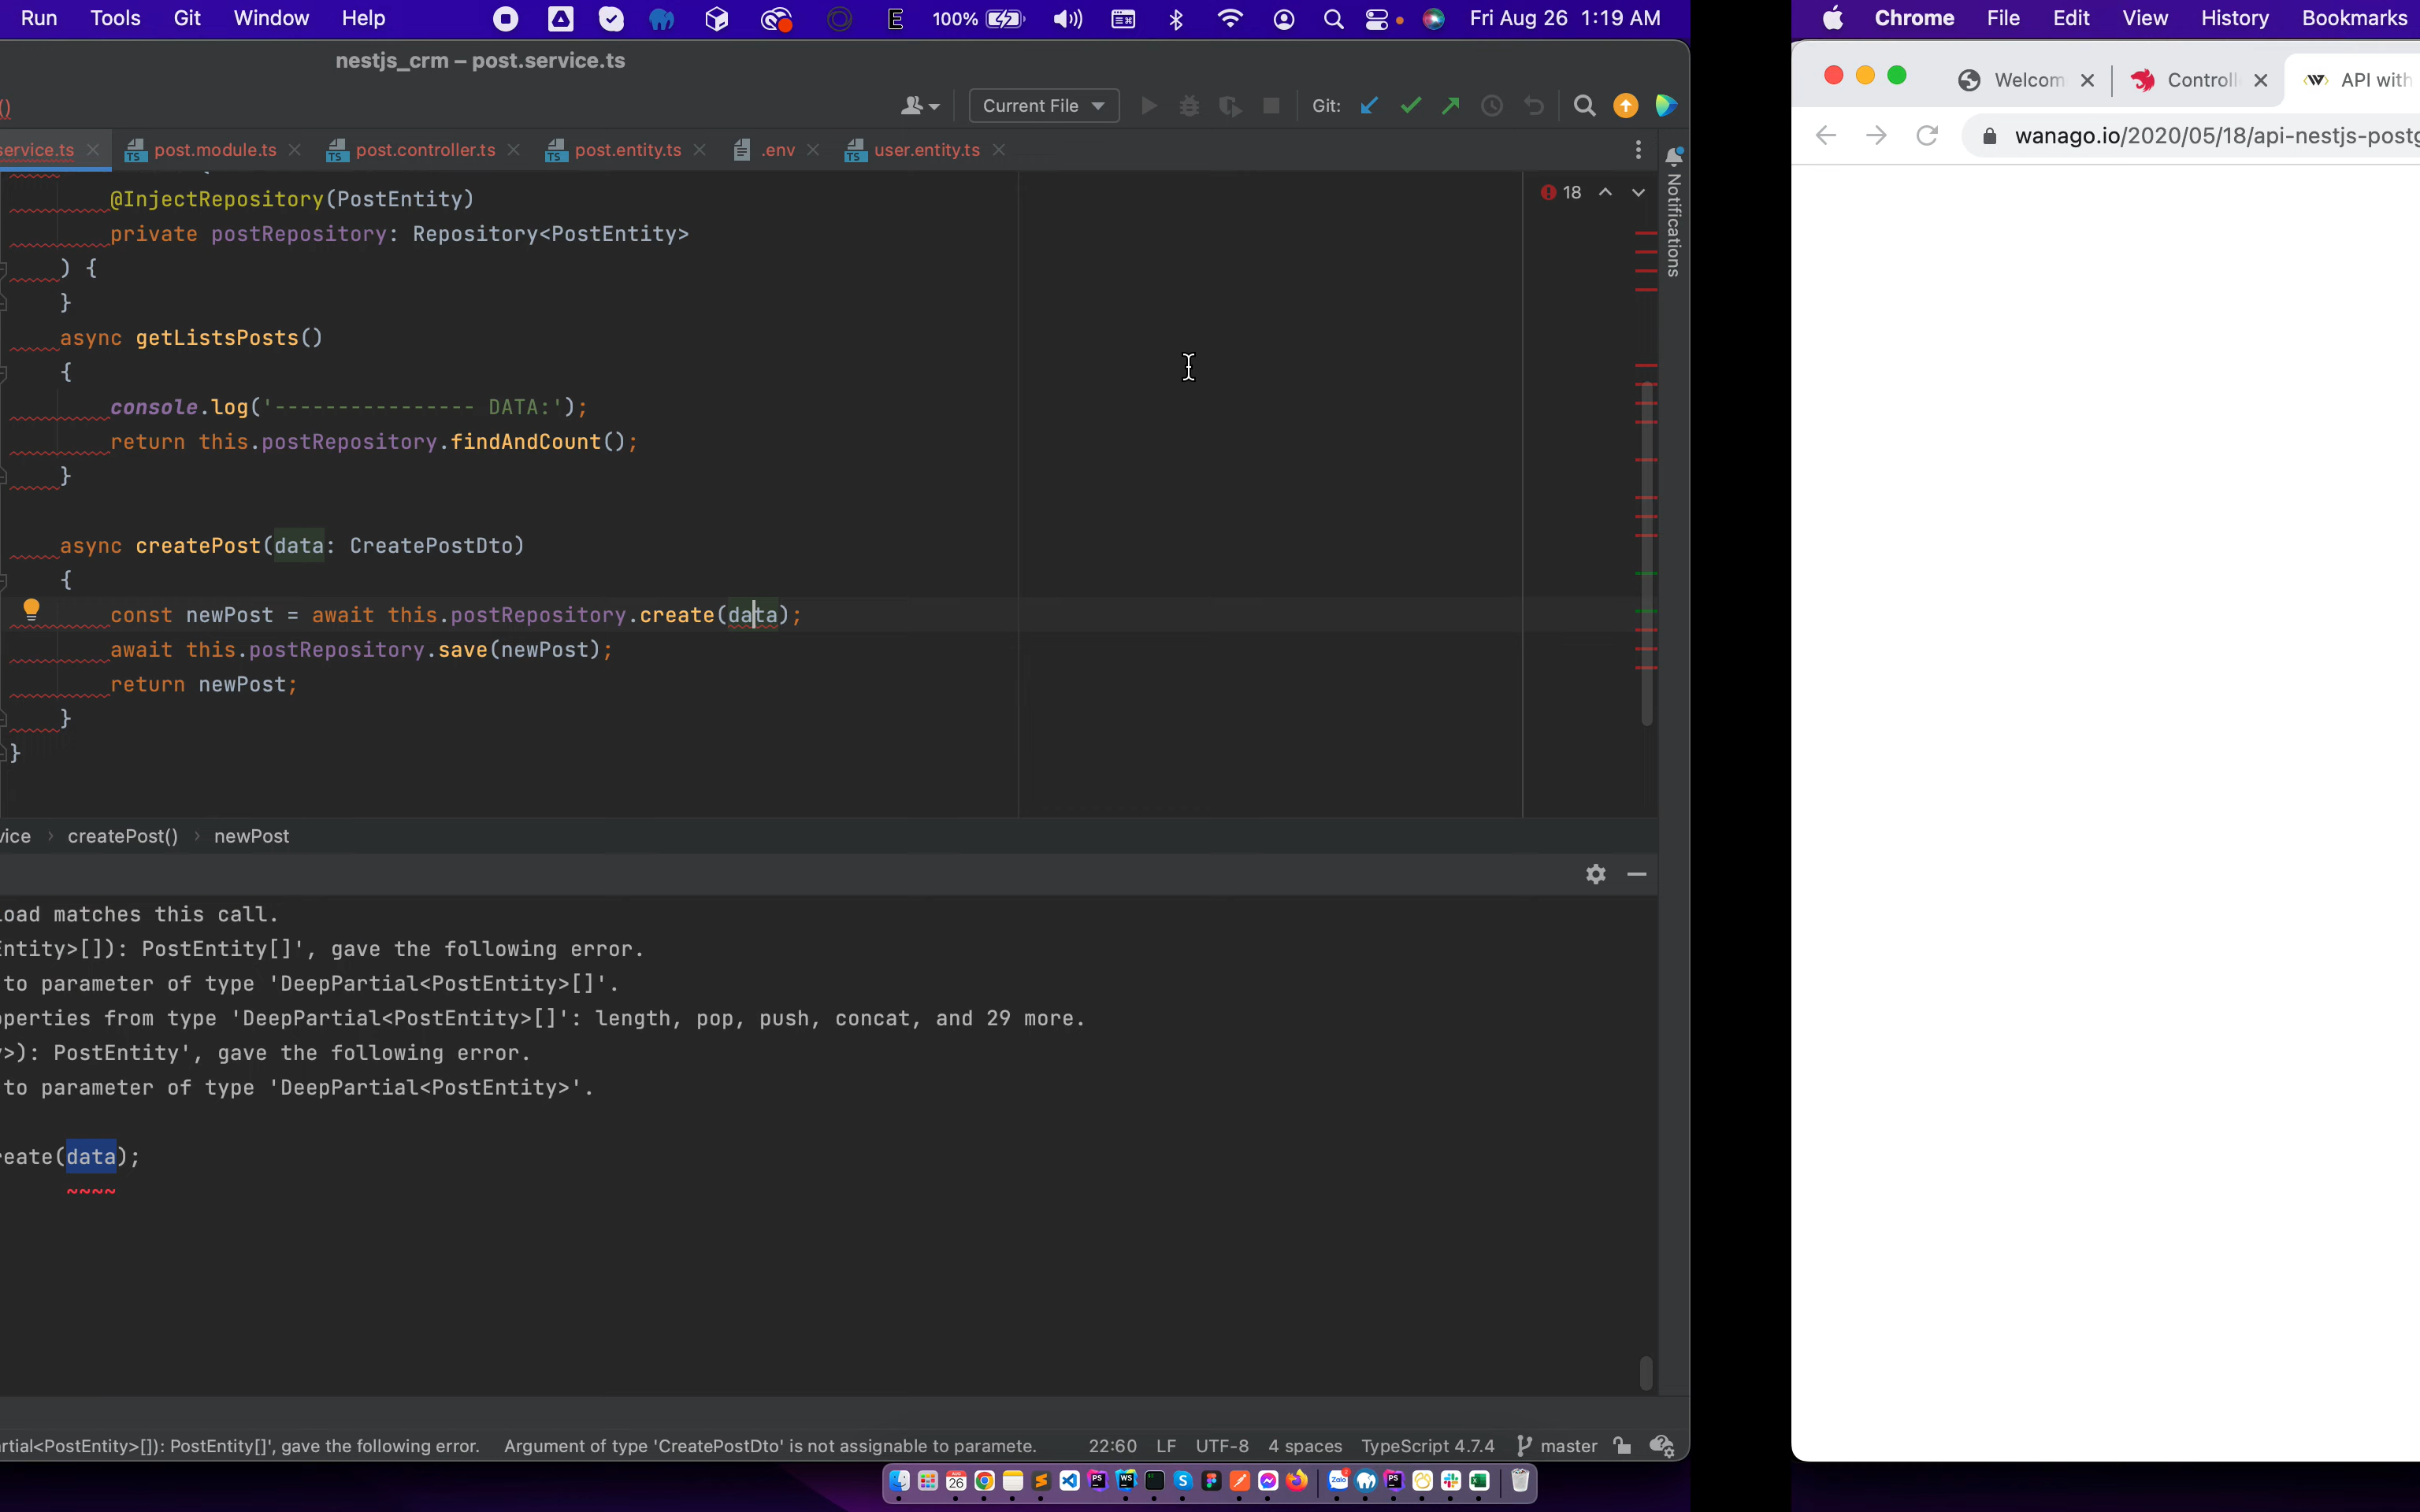 Run Tools Git Window Help
E 100% Fri Aug 26 1:19 AM
Chrome File Edit View History Bookmarks
nestjs_crm – post.service.ts
Welcom Controll API with
()
Current File Git:
wanago.io/2020/05/18/api-nestjs-postg
service.ts post.module.ts post.controller.ts post.entity.ts .env user.entity.ts
Notifications
18
@InjectRepository(PostEntity)
private postRepository: Repository<PostEntity>
) {
}
async getListsPosts()
{
console.log('---------------- DATA:');
return this.postRepository.findAndCount();
}
async createPost(data: CreatePostDto)
{
const newPost = await this.postRepository.create(data);
await this.postRepository.save(newPost);
return newPost;
}
}
vice › createPost() › newPost
load matches this call.
Entity>[]): PostEntity[]', gave the following error.
to parameter of type 'DeepPartial<PostEntity>[]'.
operties from type 'DeepPartial<PostEntity>[]': length, pop, push, concat, and 29 more.
y>): PostEntity', gave the following error.
to parameter of type 'DeepPartial<PostEntity>'.
reate(data);
~~~~
artial<PostEntity>[]): PostEntity[]', gave the following error. Argument of type 'CreatePostDto' is not assignable to paramete. 22:60 LF UTF-8 4 spaces TypeScript 4.7.4 master